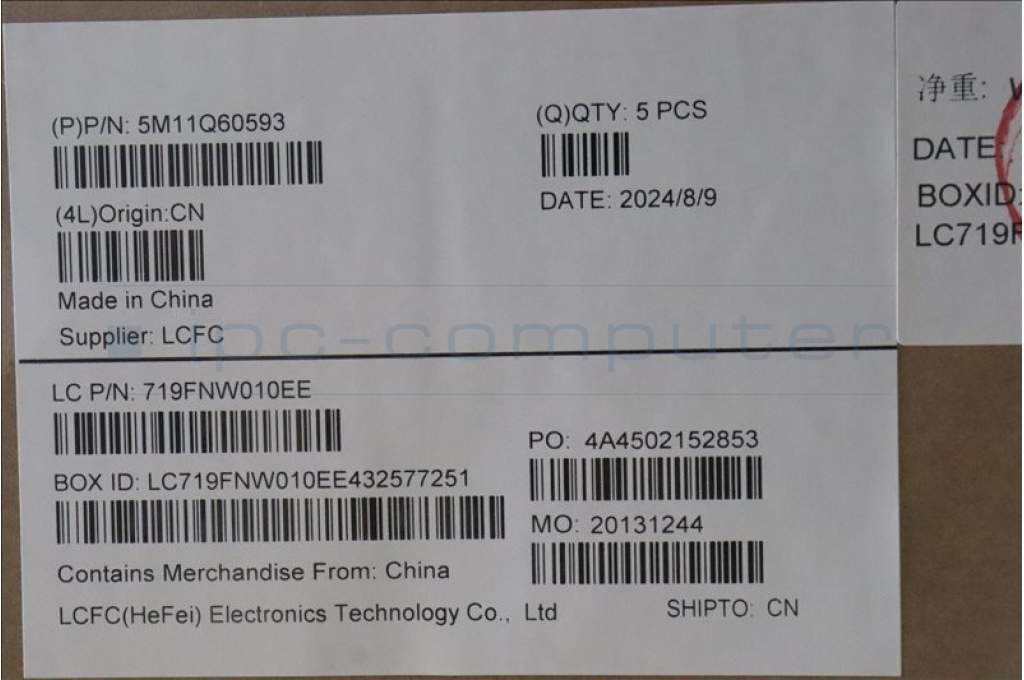 (P)P/N: 5M11Q60593
(Q)QTY: 5 PCS
DATE: 2024/8/9
(4L)Origin:CN
Made in China
Supplier: LCFC
ipc-computer
LC P/N: 719FNW010EE
BOX ID: LC719FNW010EE432577251
PO: 4A4502152853
MO: 20131244
Contains Merchandise From: China
LCFC(HeFei) Electronics Technology Co., Ltd
SHIPTO: CN
净重:
DATE
BOXID:
LC719F